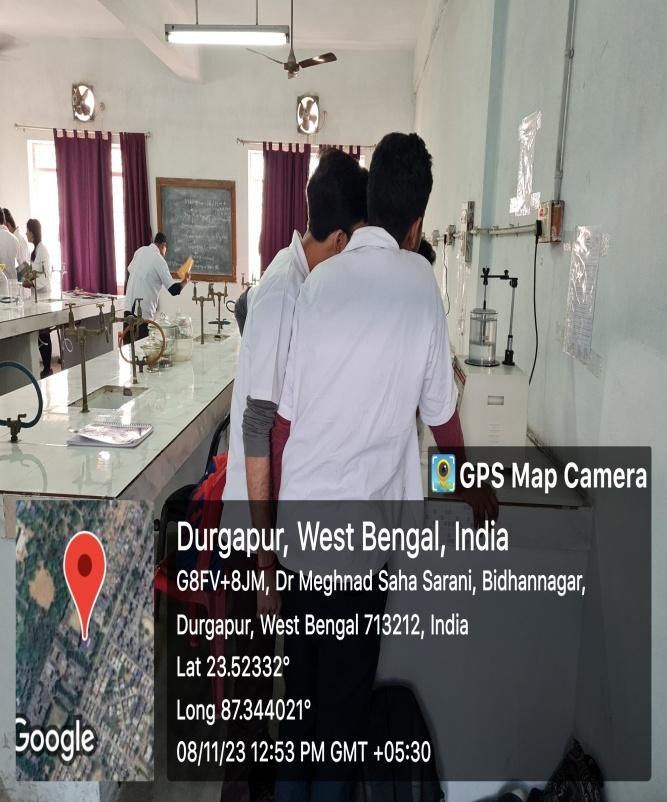 GPS Map Camera
Durgapur, West Bengal, India
G8FV+8JM, Dr Meghnad Saha Sarani, Bidhannagar,
Durgapur, West Bengal 713212, India
Lat 23.52332°
Long 87.344021°
08/11/23 12:53 PM GMT +05:30
Google